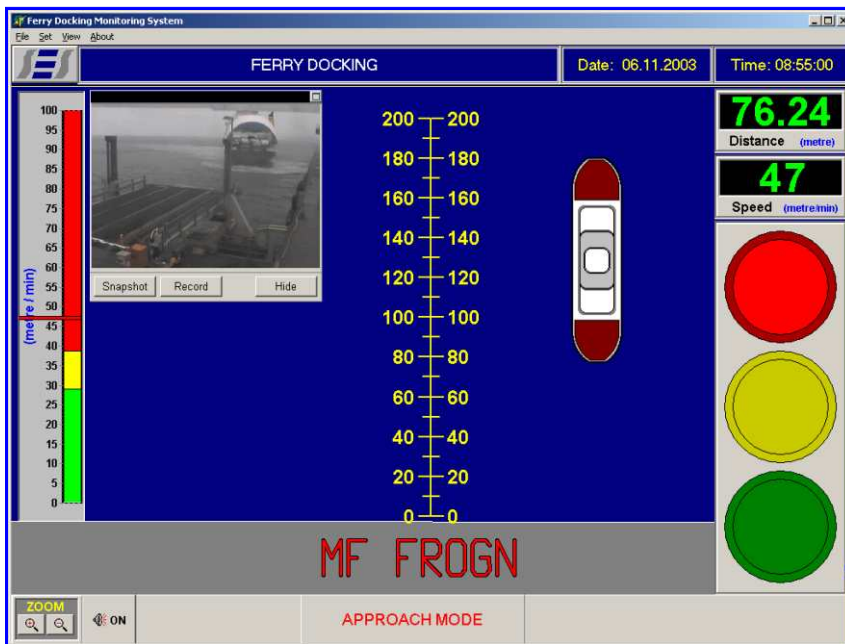 Ferry Docking Monitoring System
File Set View About
SES
FERRY DOCKING
Date: 06.11.2003
Time: 08:55:00
100
95
90
85
80
75
70
65
60
55
50
45
40
35
30
25
20
15
10
5
0
(metre / min)
Snapshot Record Hide
200 200
180 180
160 160
140 140
120 120
100 100
80 80
60 60
40 40
20 20
0 0
76.24
Distance (metre)
47
Speed (metre/min)
MF FROGN
ZOOM
ON
APPROACH MODE